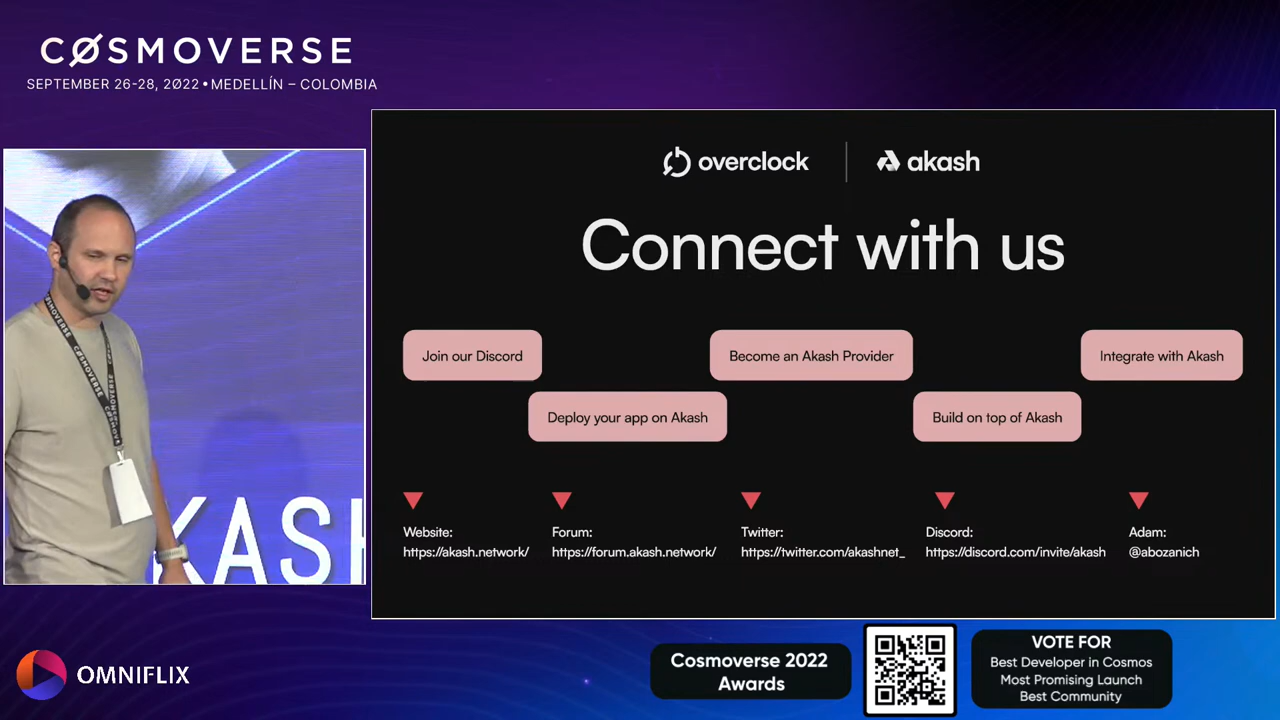 CØSMOVERSE
SEPTEMBER 26-28, 2Ø22 • MEDELLÍN – COLOMBIA
overclock
akash
Connect with us
Join our Discord
Become an Akash Provider
Integrate with Akash
Deploy your app on Akash
Build on top of Akash
Website:
https://akash.network/
Forum:
https://forum.akash.network/
Twitter:
https://twitter.com/akashnet_
Discord:
https://discord.com/invite/akash
Adam:
@abozanich
COSMOVERSE
KASH
OMNIFLIX
Cosmoverse 2022
Awards
VOTE FOR
Best Developer in Cosmos
Most Promising Launch
Best Community